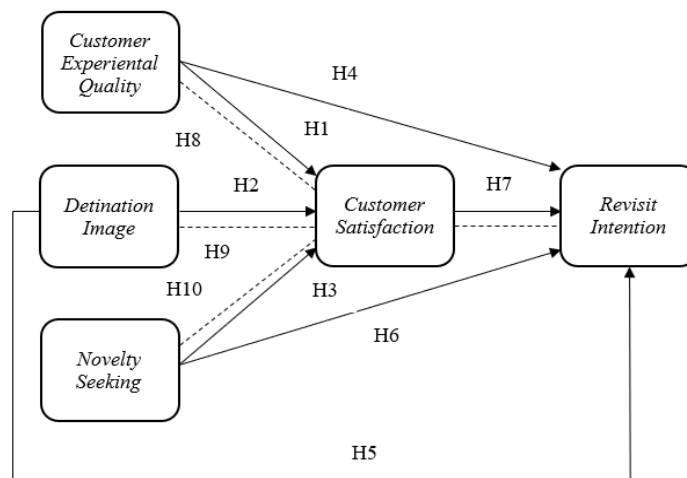 Customer
Experiental
Quality
H4
H1
H8
H2
H7
Detination
Image
Customer
Satisfaction
Revisit
Intention
H9
H10
H3
H6
Novelty
Seeking
H5